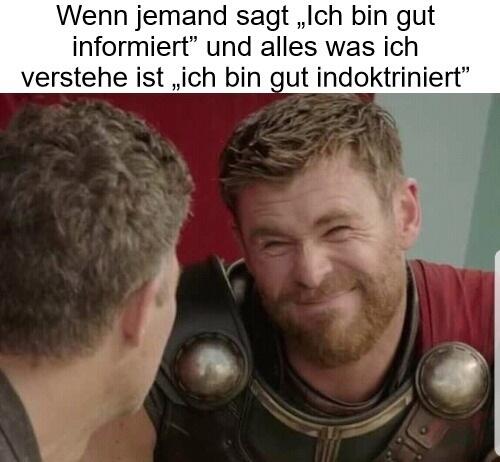 Wenn jemand sagt „Ich bin gut
informiert” und alles was ich
verstehe ist „ich bin gut indoktriniert”